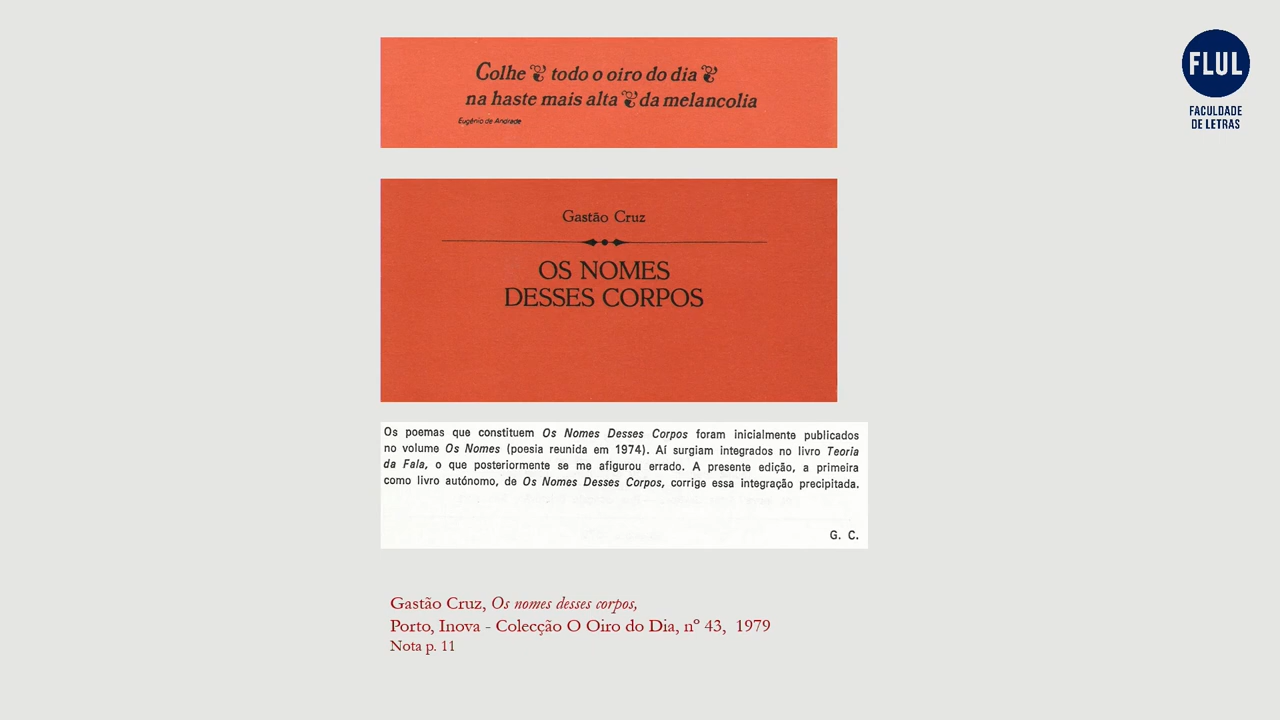 Colhe todo o oiro do dia
na haste mais alta da melancolia
Eugénio de Andrade
FLUL
FACULDADE
DE LETRAS
Gastão Cruz
OS NOMES
DESSES CORPOS
Os poemas que constituem Os Nomes Desses Corpos foram inicialmente publicados
no volume Os Nomes (poesia reunida em 1974). Aí surgiam integrados no livro Teoria
da Fala, o que posteriormente se me afigurou errado. A presente edição, a primeira
como livro autónomo, de Os Nomes Desses Corpos, corrige essa integração precipitada.
G. C.
Gastão Cruz, Os nomes desses corpos,
Porto, Inova - Colecção O Oiro do Dia, nº 43, 1979
Nota p. 11